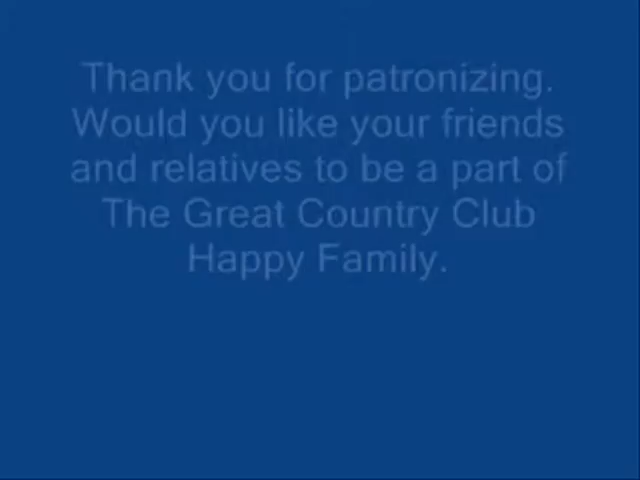 Thank you for patronizing.
Would you like your friends
and relatives to be a part of
The Great Country Club
Happy Family.